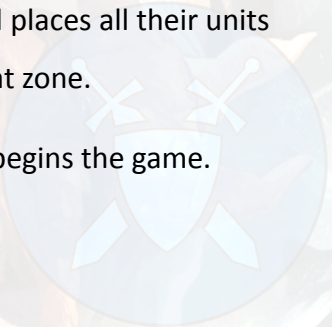 places all their units
nt zone.
begins the game.